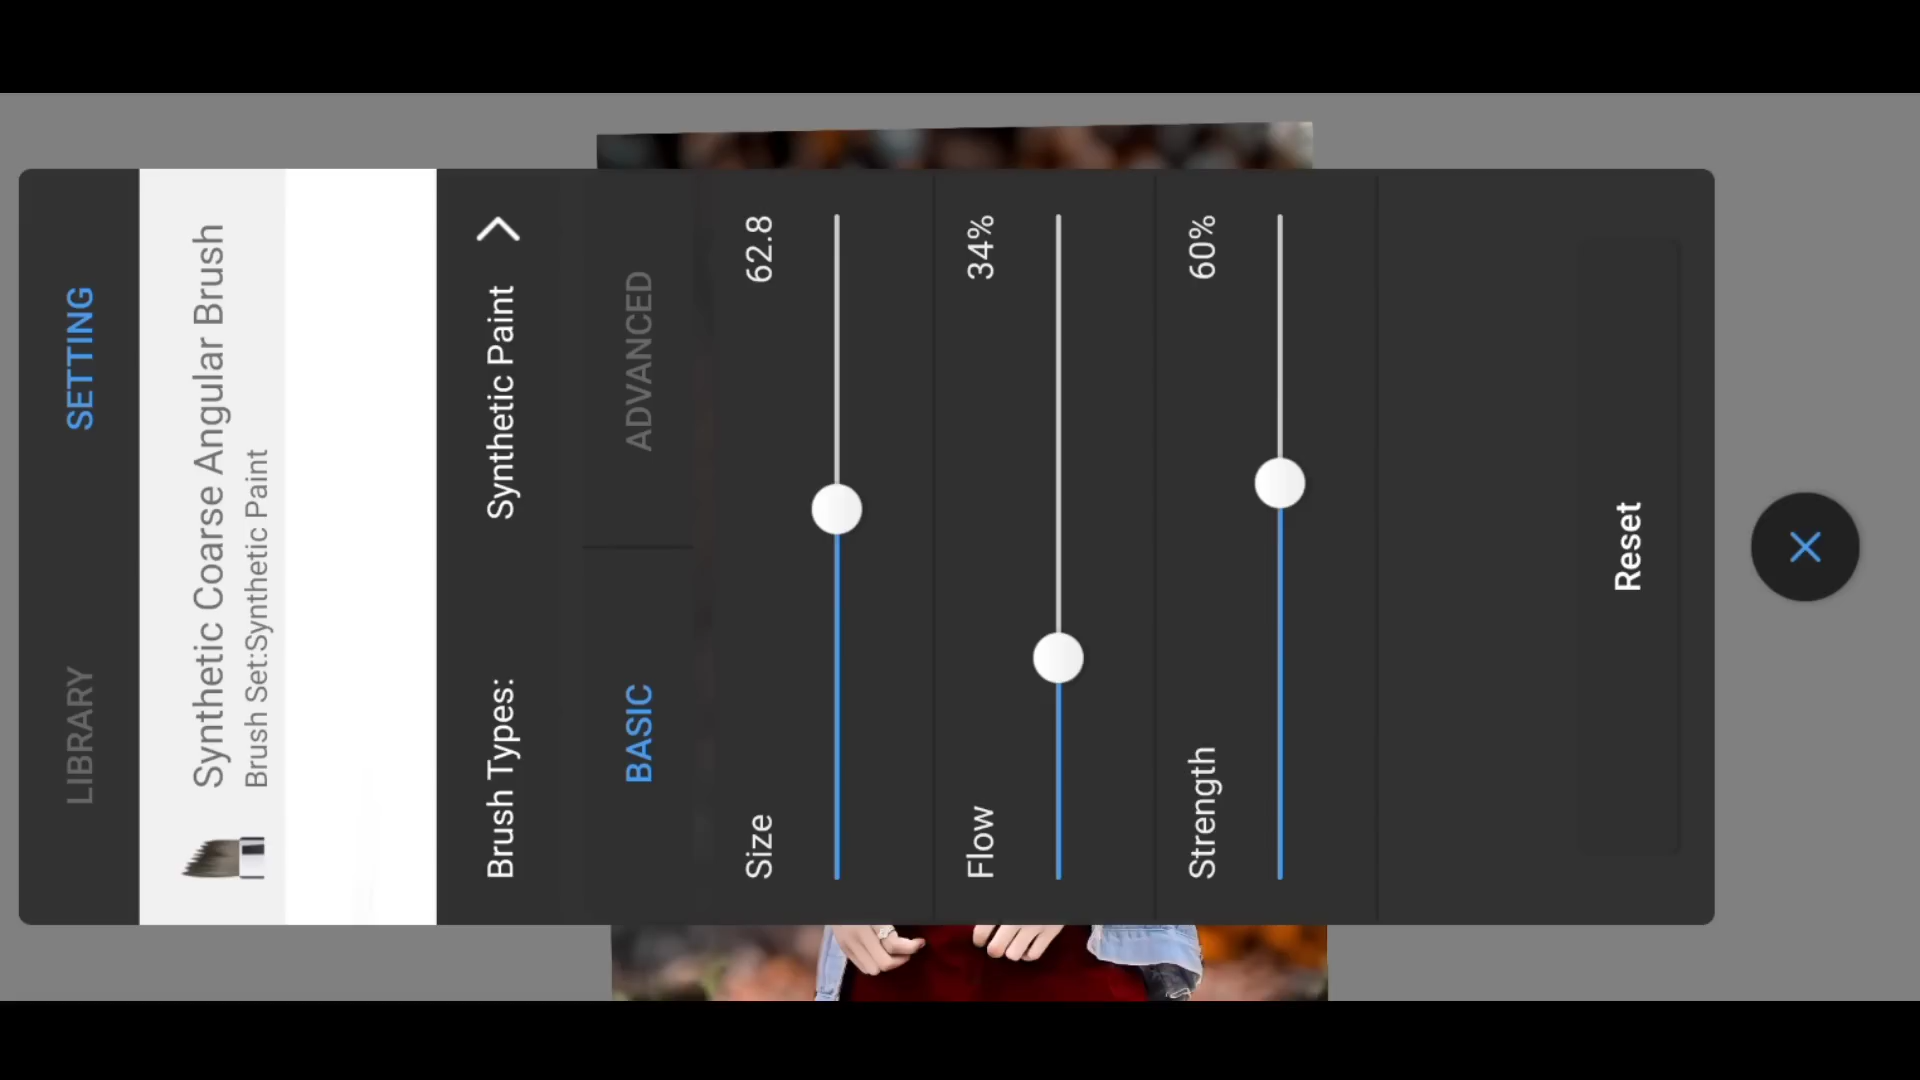 LIBRARY SETTING
Synthetic Coarse Angular Brush
Brush Set:Synthetic Paint
Brush Types: Synthetic Paint
BASIC ADVANCED
Size 62.8
Flow 34%
Strength 60%
Reset